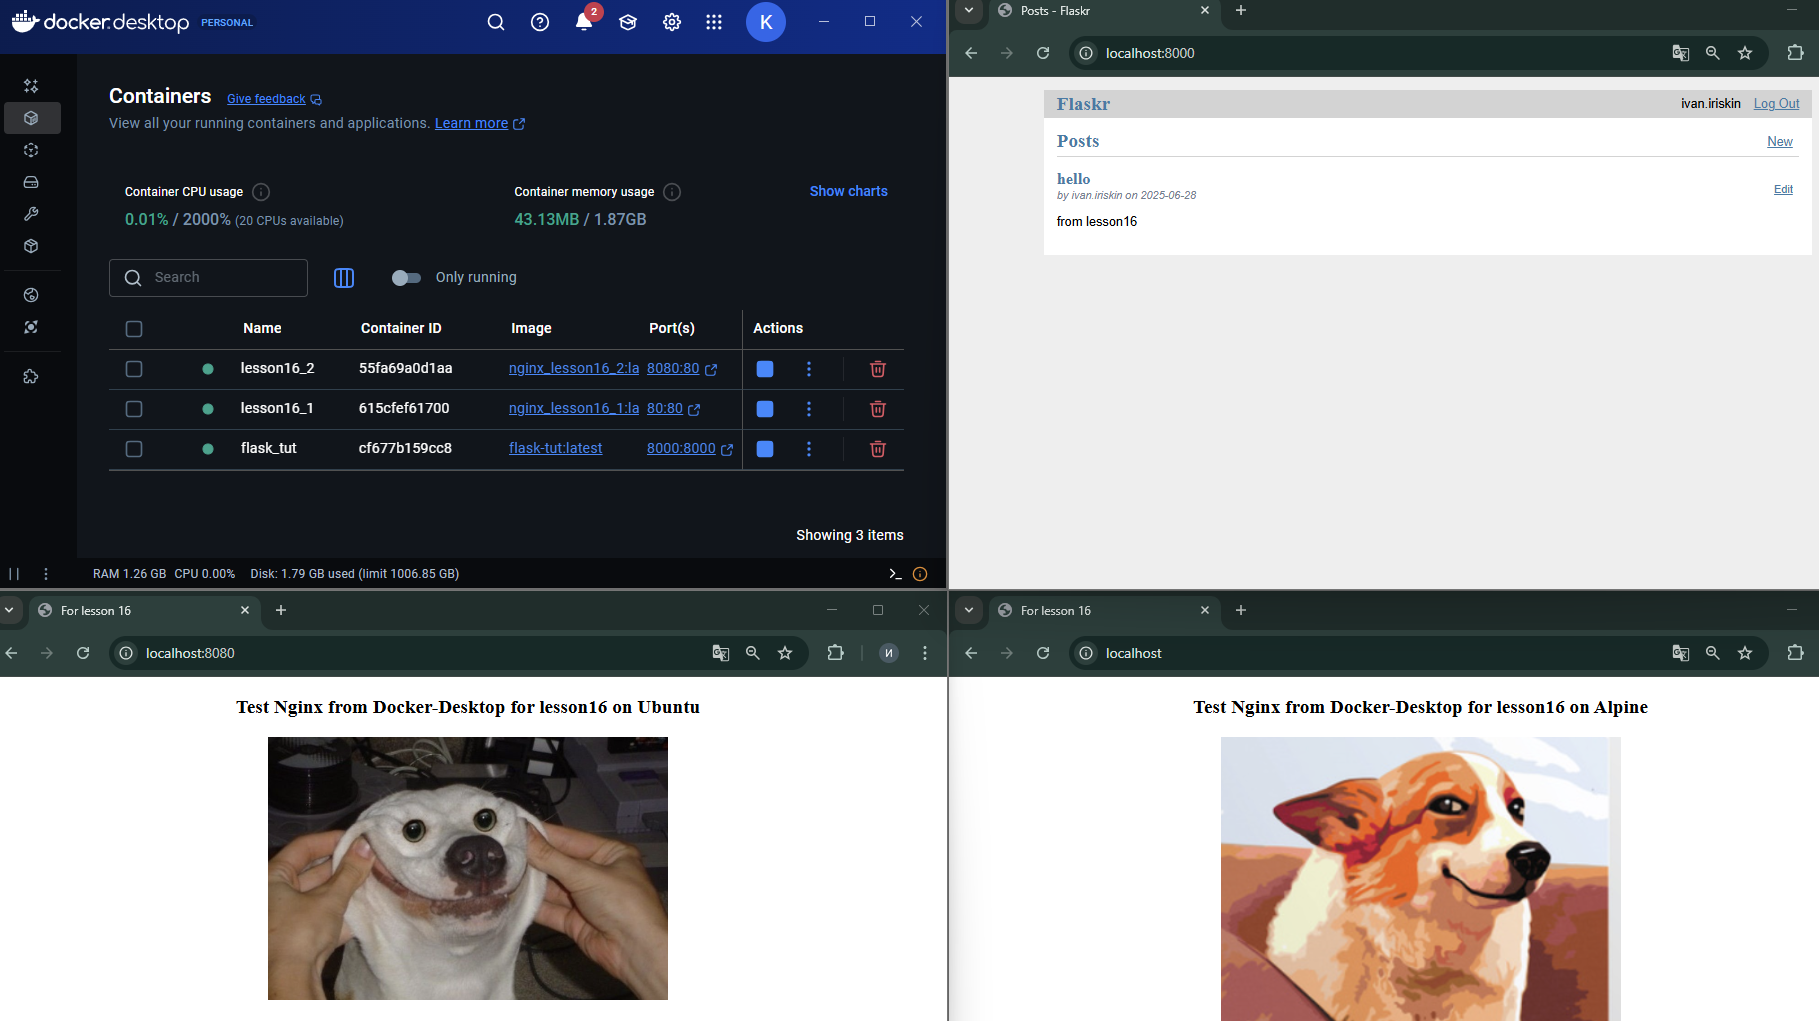 docker.desktop PERSONAL
2
K
Containers Give feedback
View all your running containers and applications. Learn more
Container CPU usage
0.01% / 2000% (20 CPUs available)
Container memory usage
43.13MB / 1.87GB
Show charts
Search
Only running
Name Container ID Image Port(s) Actions
lesson16_2 55fa69a0d1aa nginx_lesson16_2:la 8080:80
lesson16_1 615cfef61700 nginx_lesson16_1:la 80:80
flask_tut cf677b159cc8 flask-tut:latest 8000:8000
Showing 3 items
RAM 1.26 GB CPU 0.00% Disk: 1.79 GB used (limit 1006.85 GB)
Posts - Flaskr
localhost:8000
Flaskr ivan.iriskin Log Out
Posts New
hello
by ivan.iriskin on 2025-06-28
Edit
from lesson16
For lesson 16
localhost:8080
И
Test Nginx from Docker-Desktop for lesson16 on Ubuntu
For lesson 16
localhost
Test Nginx from Docker-Desktop for lesson16 on Alpine